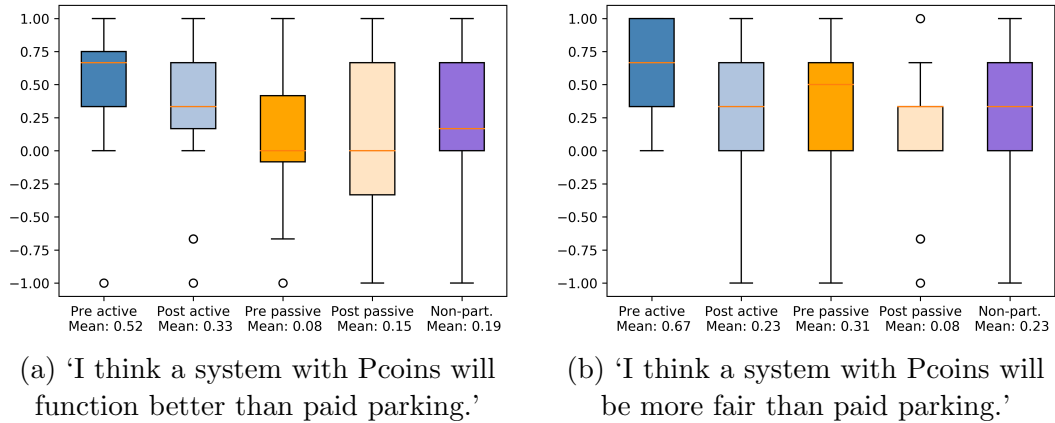 1.00
0.75
0.50
0.25
0.00
−0.25
−0.50
−0.75
−1.00
Pre active Post active Pre passive Post passive Non-part.
Mean: 0.52 Mean: 0.33 Mean: 0.08 Mean: 0.15 Mean: 0.19
(a) ‘I think a system with Pcoins will
function better than paid parking.’
1.00
0.75
0.50
0.25
0.00
−0.25
−0.50
−0.75
−1.00
Pre active Post active Pre passive Post passive Non-part.
Mean: 0.67 Mean: 0.23 Mean: 0.31 Mean: 0.08 Mean: 0.23
(b) ‘I think a system with Pcoins will
be more fair than paid parking.’